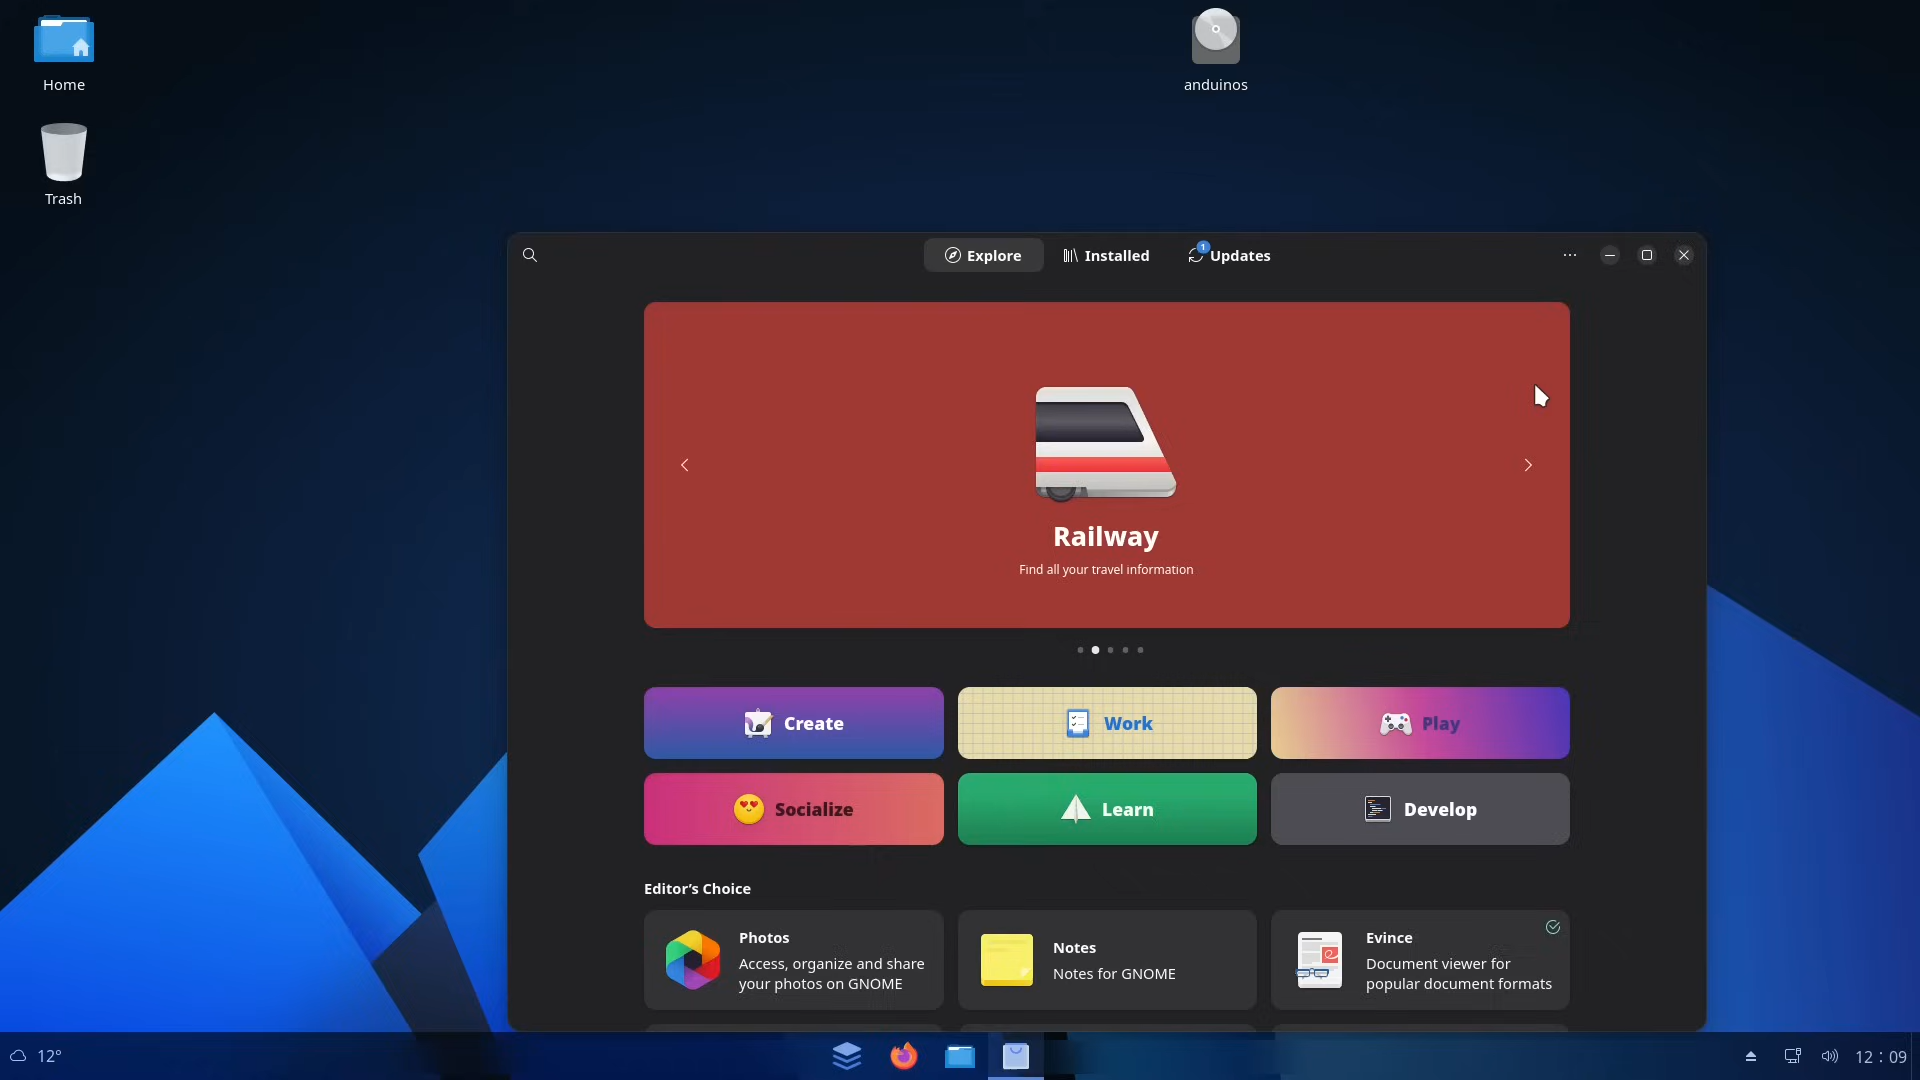 Home
Trash
anduinos
Explore
Installed
1
Updates
Railway
Find all your travel information
Create
Work
Play
Socialize
Learn
Develop
Editor’s Choice
Photos
Access, organize and share
your photos on GNOME
Notes
Notes for GNOME
Evince
Document viewer for
popular document formats
12°
12 : 09